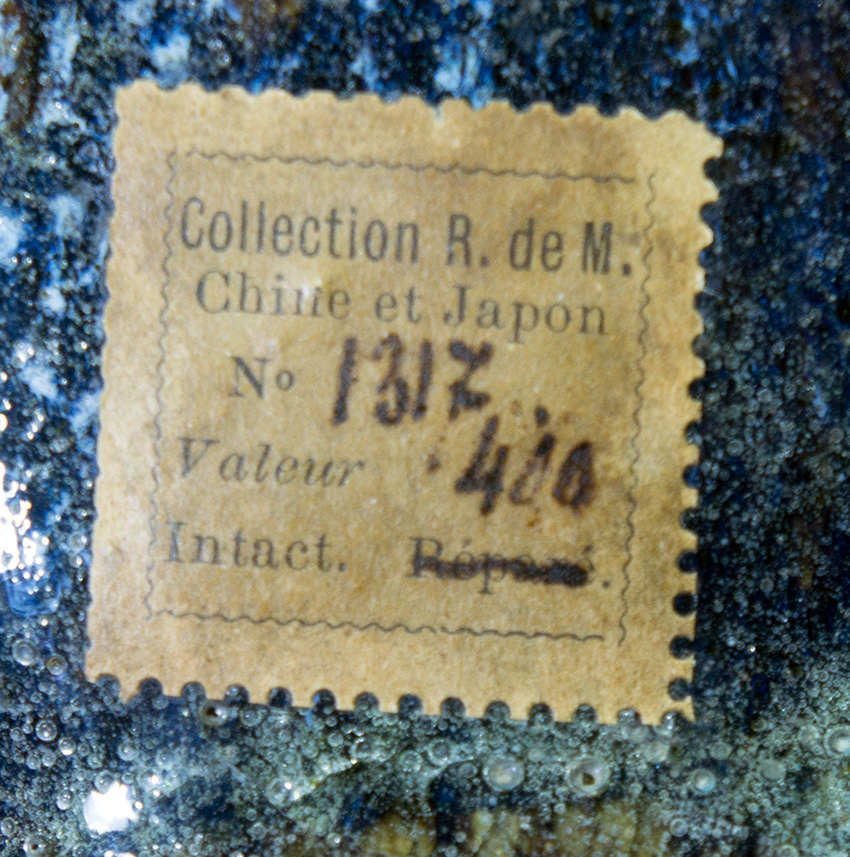 Collection R. de M.
Chine et Japon
No 1317
Valeur 400
Intact. Réparé.